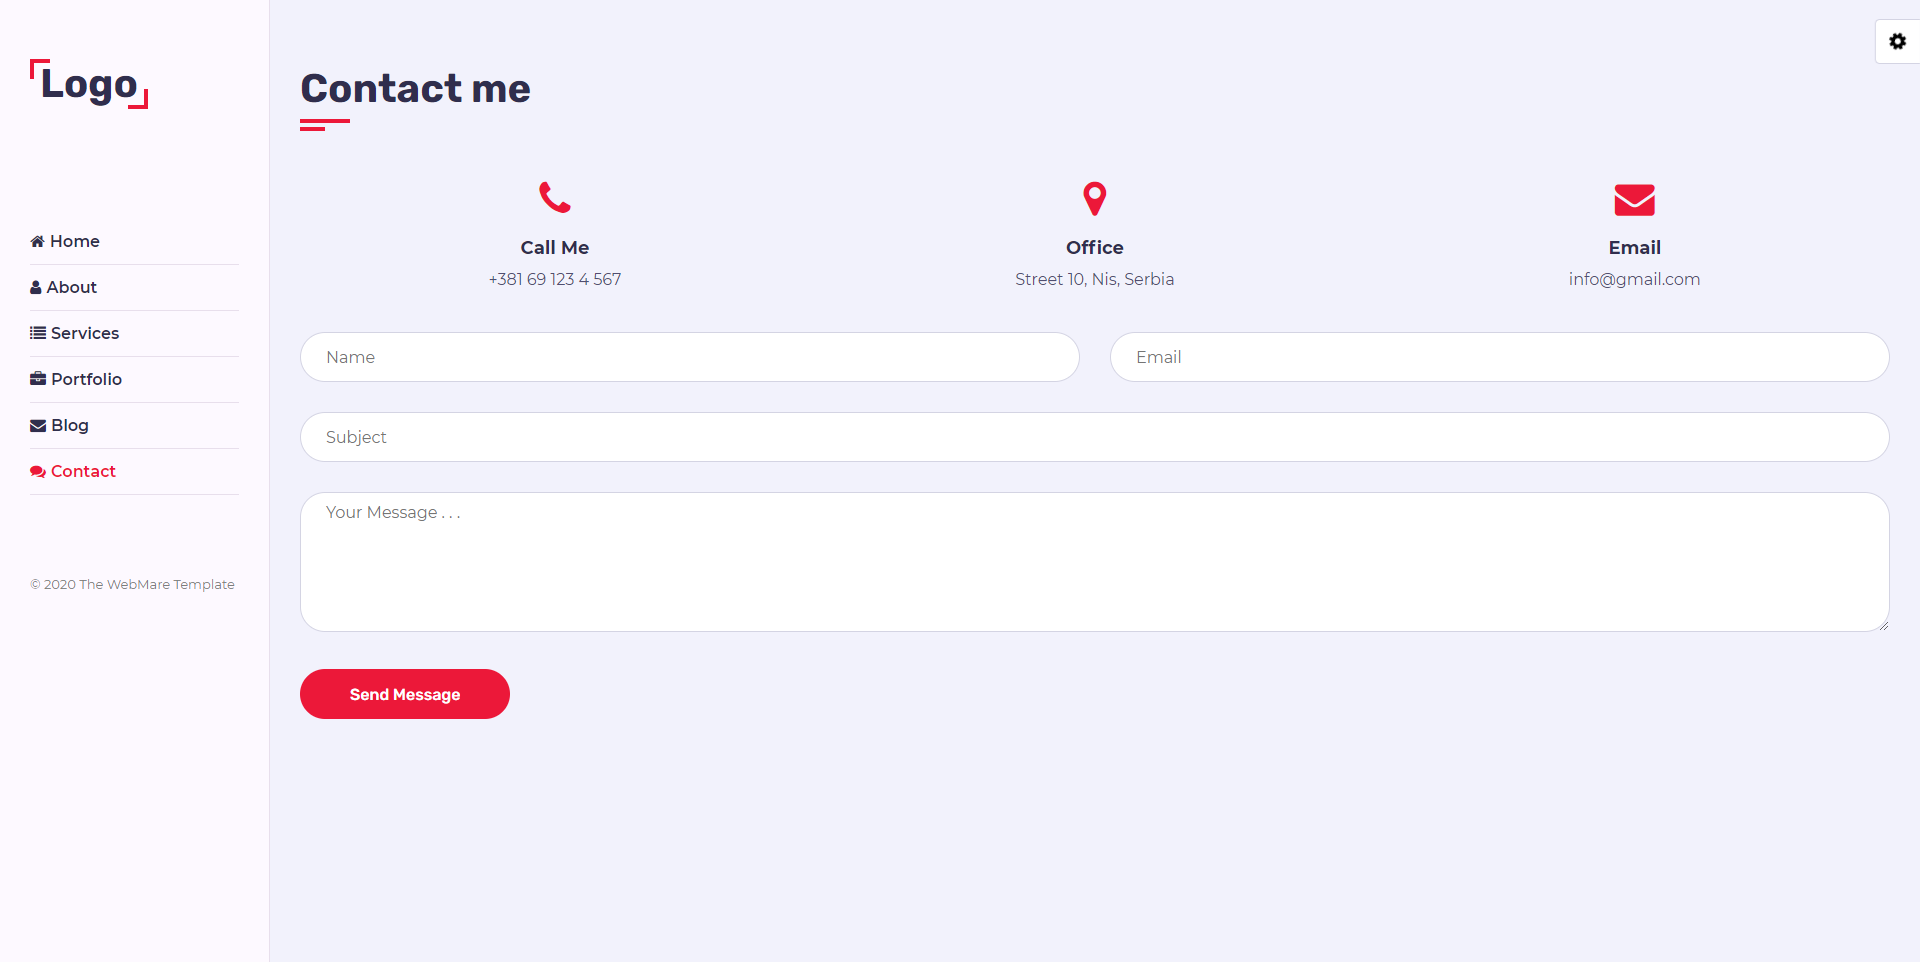 Logo
Home
About
Services
Portfolio
Blog
Contact
© 2020 The WebMare Template
Contact me
Call Me
+381 69 123 4 567
Office
Street 10, Nis, Serbia
Email
info@gmail.com
Name
Email
Subject
Your Message . . .
Send Message